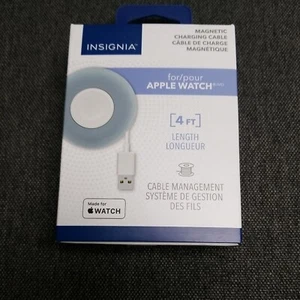 INSIGNIA
MAGNETIC
CHARGING CABLE
CÂBLE DE CHARGE
MAGNÉTIQUE
for/pour
APPLE WATCH
[4 FT]
LENGTH
LONGUEUR
CABLE MANAGEMENT
SYSTÈME DE GESTION
DES FILS
Made for
WATCH